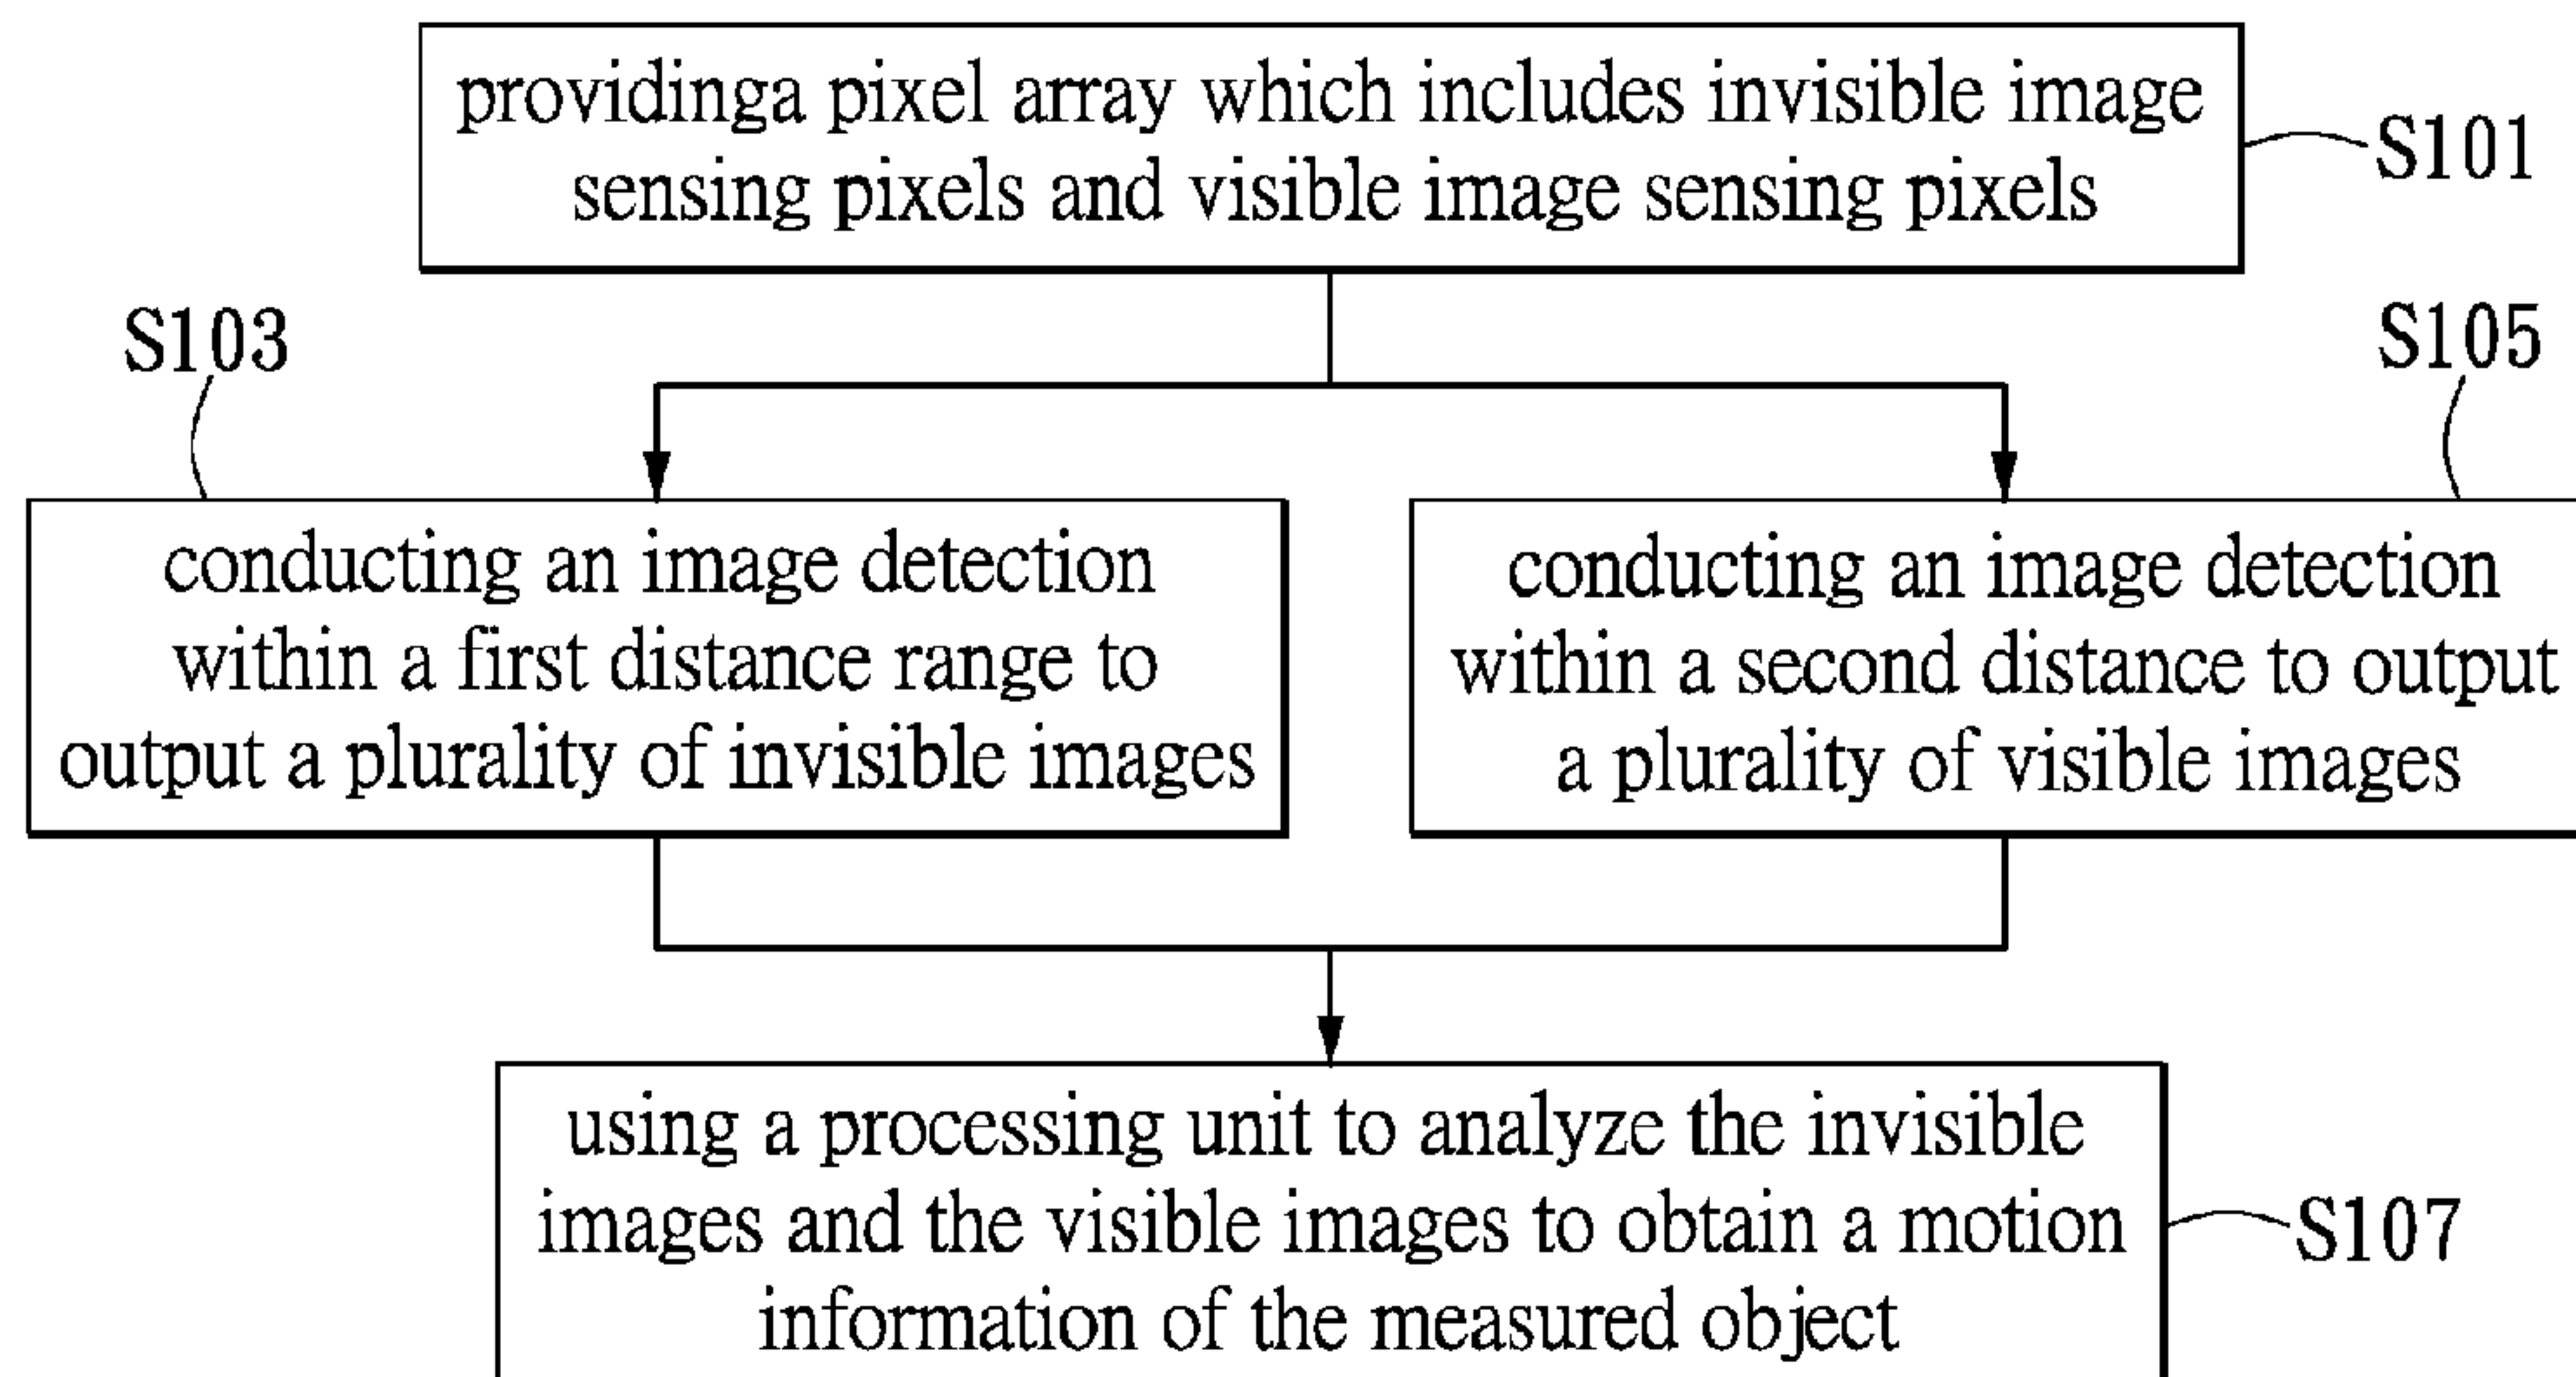 providinga pixel array which includes invisible image
sensing pixels and visible image sensing pixels
S101
S103
S105
conducting an image detection
within a first distance range to
output a plurality of invisible images
conducting an image detection
within a second distance to output
a plurality of visible images
using a processing unit to analyze the invisible
images and the visible images to obtain a motion
information of the measured object
S107